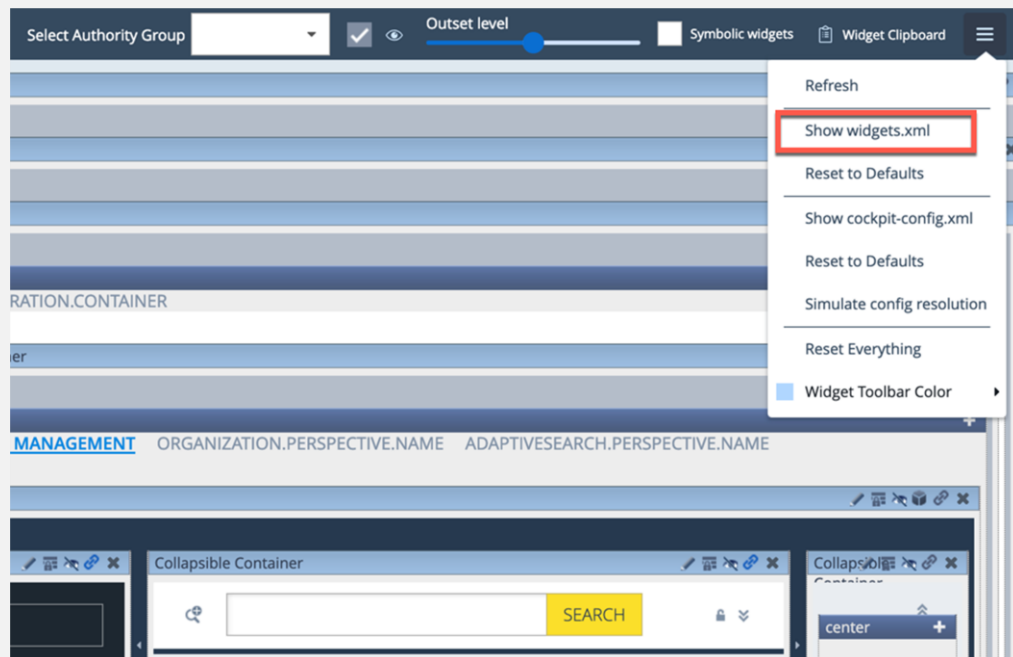 Select Authority Group
Outset level
Symbolic widgets
Widget Clipboard
Refresh
Show widgets.xml
Reset to Defaults
Show cockpit-config.xml
Reset to Defaults
Simulate config resolution
Reset Everything
Widget Toolbar Color
RATION.CONTAINER
er
MANAGEMENT ORGANIZATION.PERSPECTIVE.NAME ADAPTIVESEARCH.PERSPECTIVE.NAME
Collapsible Container
SEARCH
Collapsible
Container
center